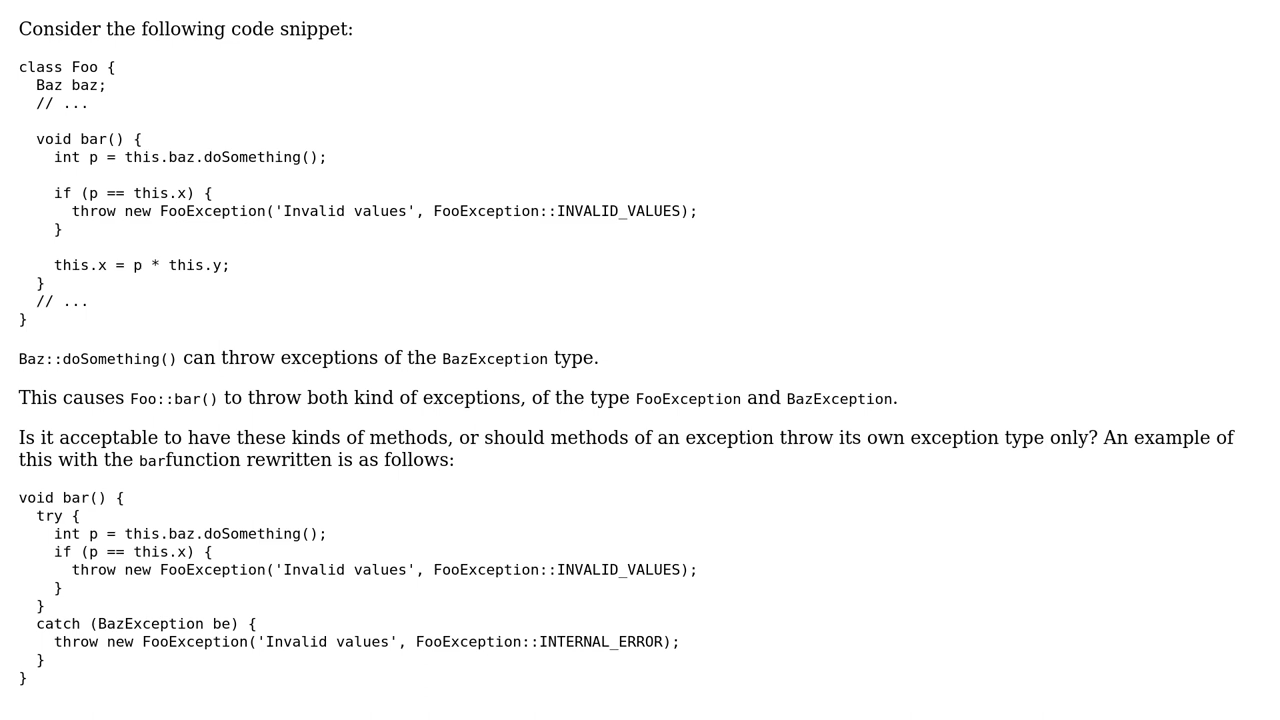 Consider the following code snippet:
class Foo {
  Baz baz;
  // ...
  void bar() {
    int p = this.baz.doSomething();
    if (p == this.x) {
      throw new FooException('Invalid values', FooException::INVALID_VALUES);
    }
    this.x = p * this.y;
  }
  // ...
}
Baz::doSomething() can throw exceptions of the BazException type.
This causes Foo::bar() to throw both kind of exceptions, of the type FooException and BazException.
Is it acceptable to have these kinds of methods, or should methods of an exception throw its own exception type only? An example of
this with the barfunction rewritten is as follows:
void bar() {
  try {
    int p = this.baz.doSomething();
    if (p == this.x) {
      throw new FooException('Invalid values', FooException::INVALID_VALUES);
    }
  }
  catch (BazException be) {
    throw new FooException('Invalid values', FooException::INTERNAL_ERROR);
  }
}